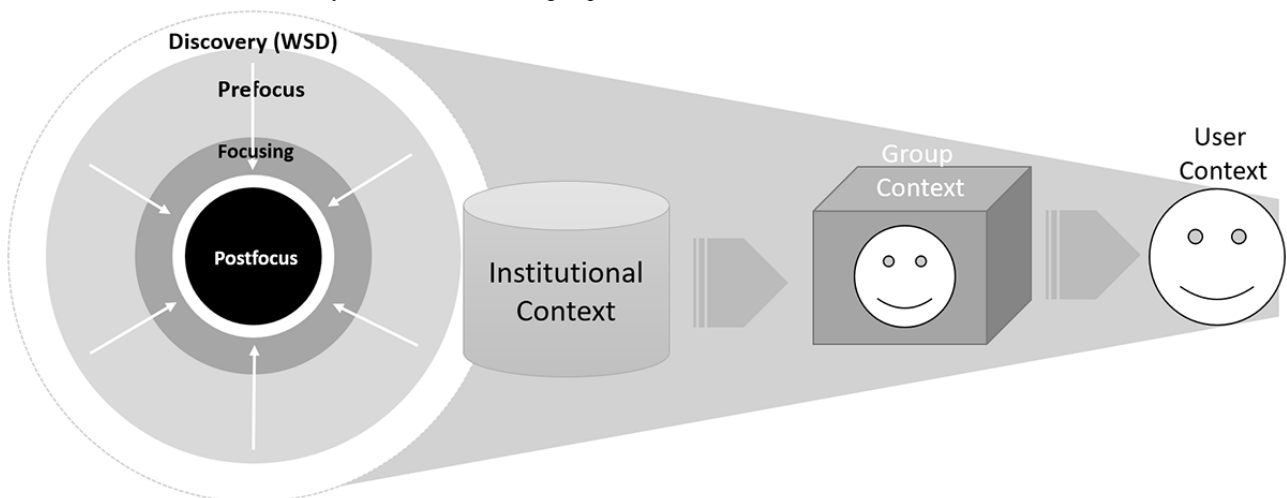 Discovery (WSD)
Prefocus
Focusing
Postfocus
Institutional
Context
Group
Context
User
Context